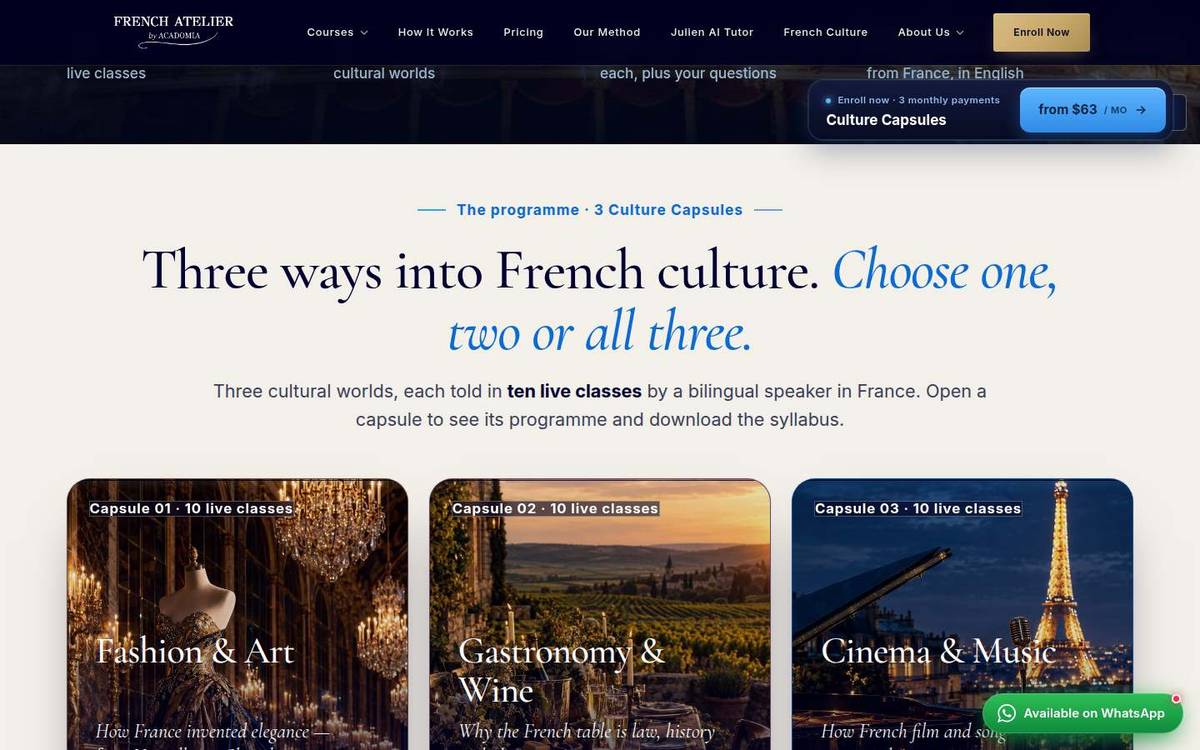 FRENCH ATELIER
by ACADOMIA
Courses
How It Works
Pricing
Our Method
Julien AI Tutor
French Culture
About Us
Enroll Now
live classes
cultural worlds
each, plus your questions
from France, in English
Enroll now · 3 monthly payments
Culture Capsules
from $63 / MO →
The programme · 3 Culture Capsules
Three ways into French culture. Choose one,
two or all three.
Three cultural worlds, each told in ten live classes by a bilingual speaker in France. Open a
capsule to see its programme and download the syllabus.
Capsule 01 · 10 live classes
Fashion & Art
How France invented elegance —
Capsule 02 · 10 live classes
Gastronomy &
Wine
Why the French table is law, history
Capsule 03 · 10 live classes
Cinema & Music
How French film and song
Available on WhatsApp